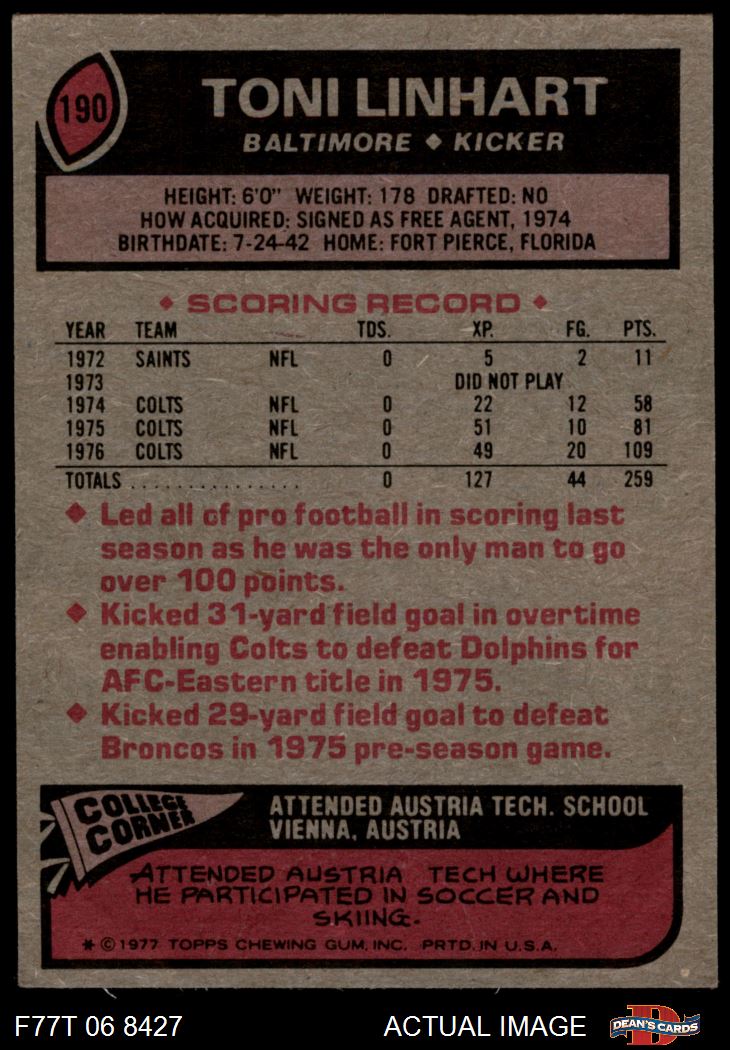 190
TONI LINHART
BALTIMORE ◆ KICKER
HEIGHT: 6'0" WEIGHT: 178 DRAFTED: NO
HOW ACQUIRED: SIGNED AS FREE AGENT, 1974
BIRTHDATE: 7-24-42 HOME: FORT PIERCE, FLORIDA
◆ SCORING RECORD ◆
YEAR TEAM TDS. XP. FG. PTS.
1972 SAINTS NFL 0 5 2 11
1973 DID NOT PLAY
1974 COLTS NFL 0 22 12 58
1975 COLTS NFL 0 51 10 81
1976 COLTS NFL 0 49 20 109
TOTALS ................ 0 127 44 259
◆ Led all of pro football in scoring last
season as he was the only man to go
over 100 points.
◆ Kicked 31-yard field goal in overtime
enabling Colts to defeat Dolphins for
AFC-Eastern title in 1975.
◆ Kicked 29-yard field goal to defeat
Broncos in 1975 pre-season game.
COLLEGE
CORNER
ATTENDED AUSTRIA TECH. SCHOOL
VIENNA, AUSTRIA
ATTENDED AUSTRIA TECH WHERE
HE PARTICIPATED IN SOCCER AND
SKIING.
* © 1977 TOPPS CHEWING GUM, INC. PRTD. IN U.S.A.
F77T 06 8427 ACTUAL IMAGE DEAN'S CARDS